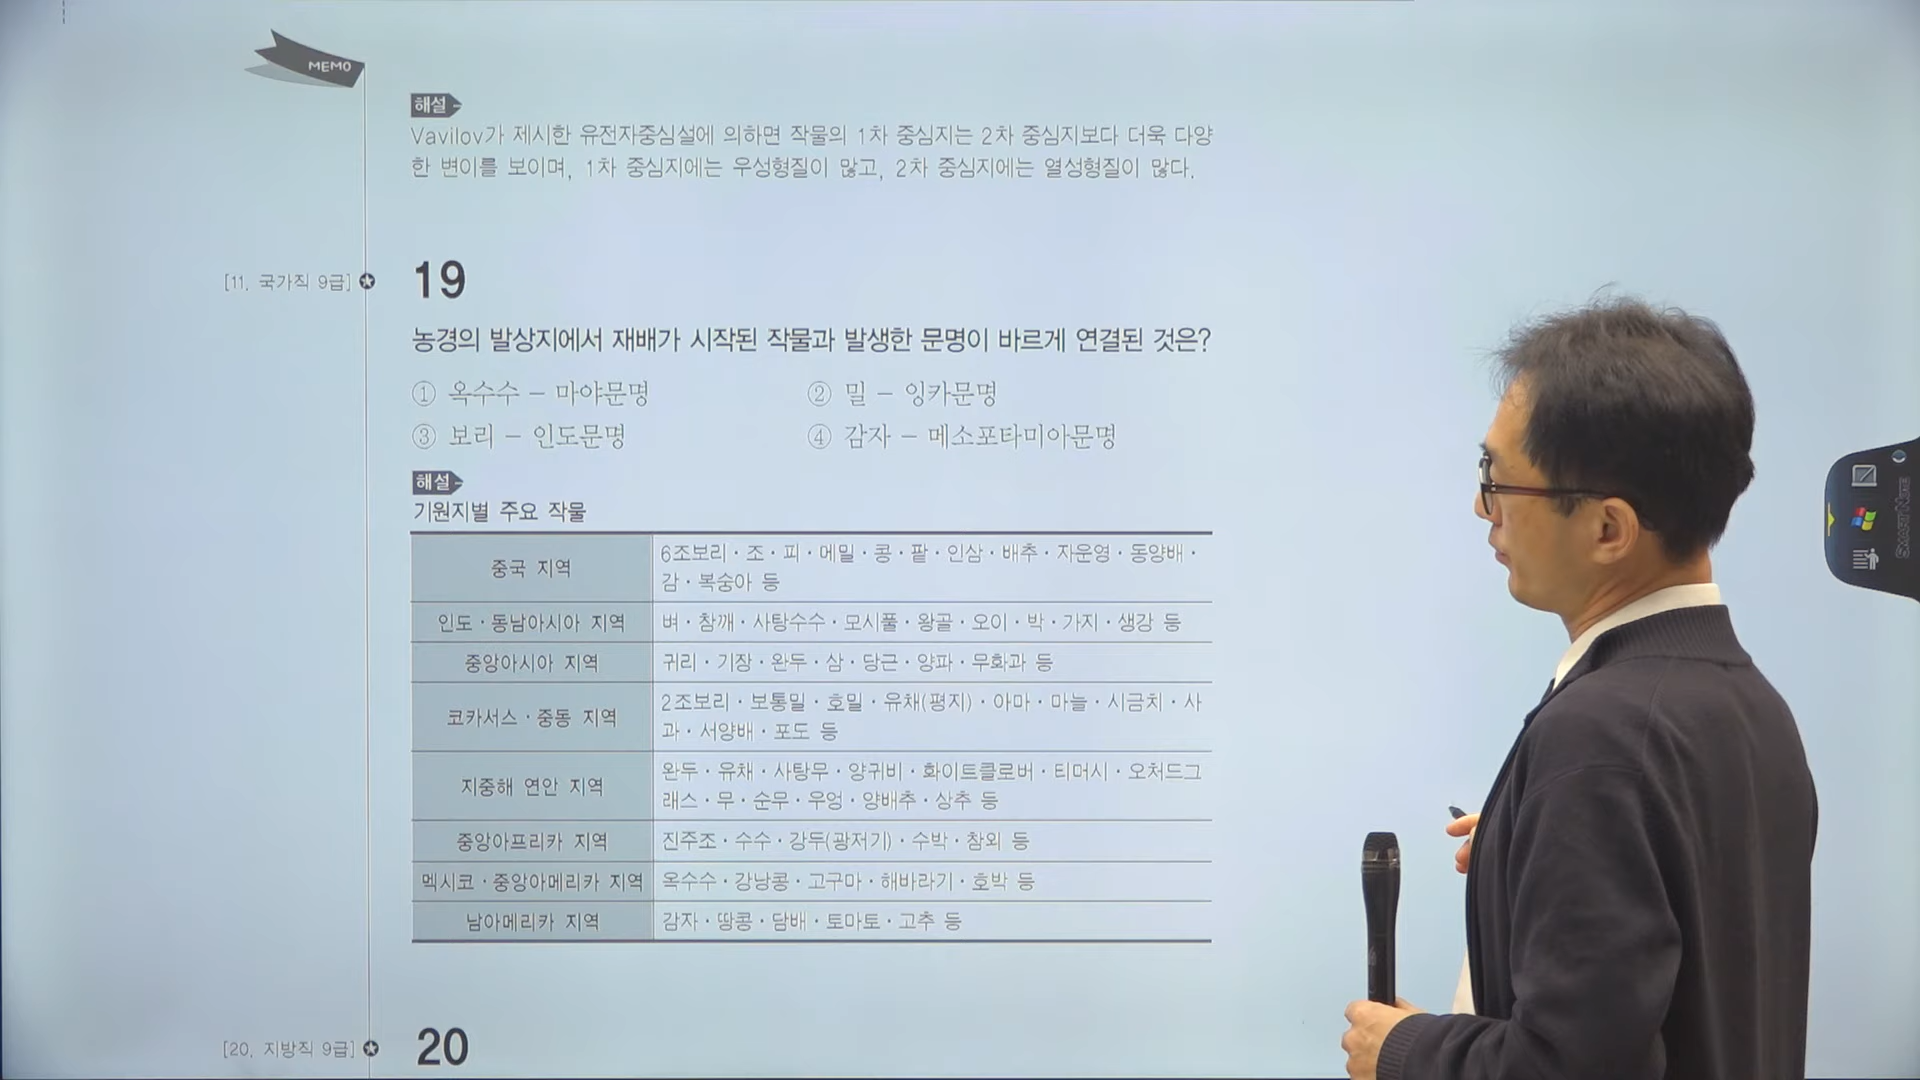 MEMO
해설
Vavilov가 제시한 유전자중심설에 의하면 작물의 1차 중심지는 2차 중심지보다 더욱 다양
한 변이를 보이며, 1차 중심지에는 우성형질이 많고, 2차 중심지에는 열성형질이 많다.
[11. 국가직 9급]
19
농경의 발상지에서 재배가 시작된 작물과 발생한 문명이 바르게 연결된 것은?
① 옥수수 – 마야문명
② 밀 – 잉카문명
③ 보리 – 인도문명
④ 감자 – 메소포타미아문명
해설
기원지별 주요 작물
중국 지역
6조보리·조·피·메밀·콩·팥·인삼·배추·자운영·동양배·
감·복숭아 등
인도·동남아시아 지역
벼·참깨·사탕수수·모시풀·왕골·오이·박·가지·생강 등
중앙아시아 지역
귀리·기장·완두·삼·당근·양파·무화과 등
코카서스·중동 지역
2조보리·보통밀·호밀·유채(평지)·아마·마늘·시금치·사
과·서양배·포도 등
지중해 연안 지역
완두·유채·사탕무·양귀비·화이트클로버·티머시·오처드그
래스·무·순무·우엉·양배추·상추 등
중앙아프리카 지역
진주조·수수·강두(광저기)·수박·참외 등
멕시코·중앙아메리카 지역
옥수수·강낭콩·고구마·해바라기·호박 등
남아메리카 지역
감자·땅콩·담배·토마토·고추 등
[20. 지방직 9급]
20